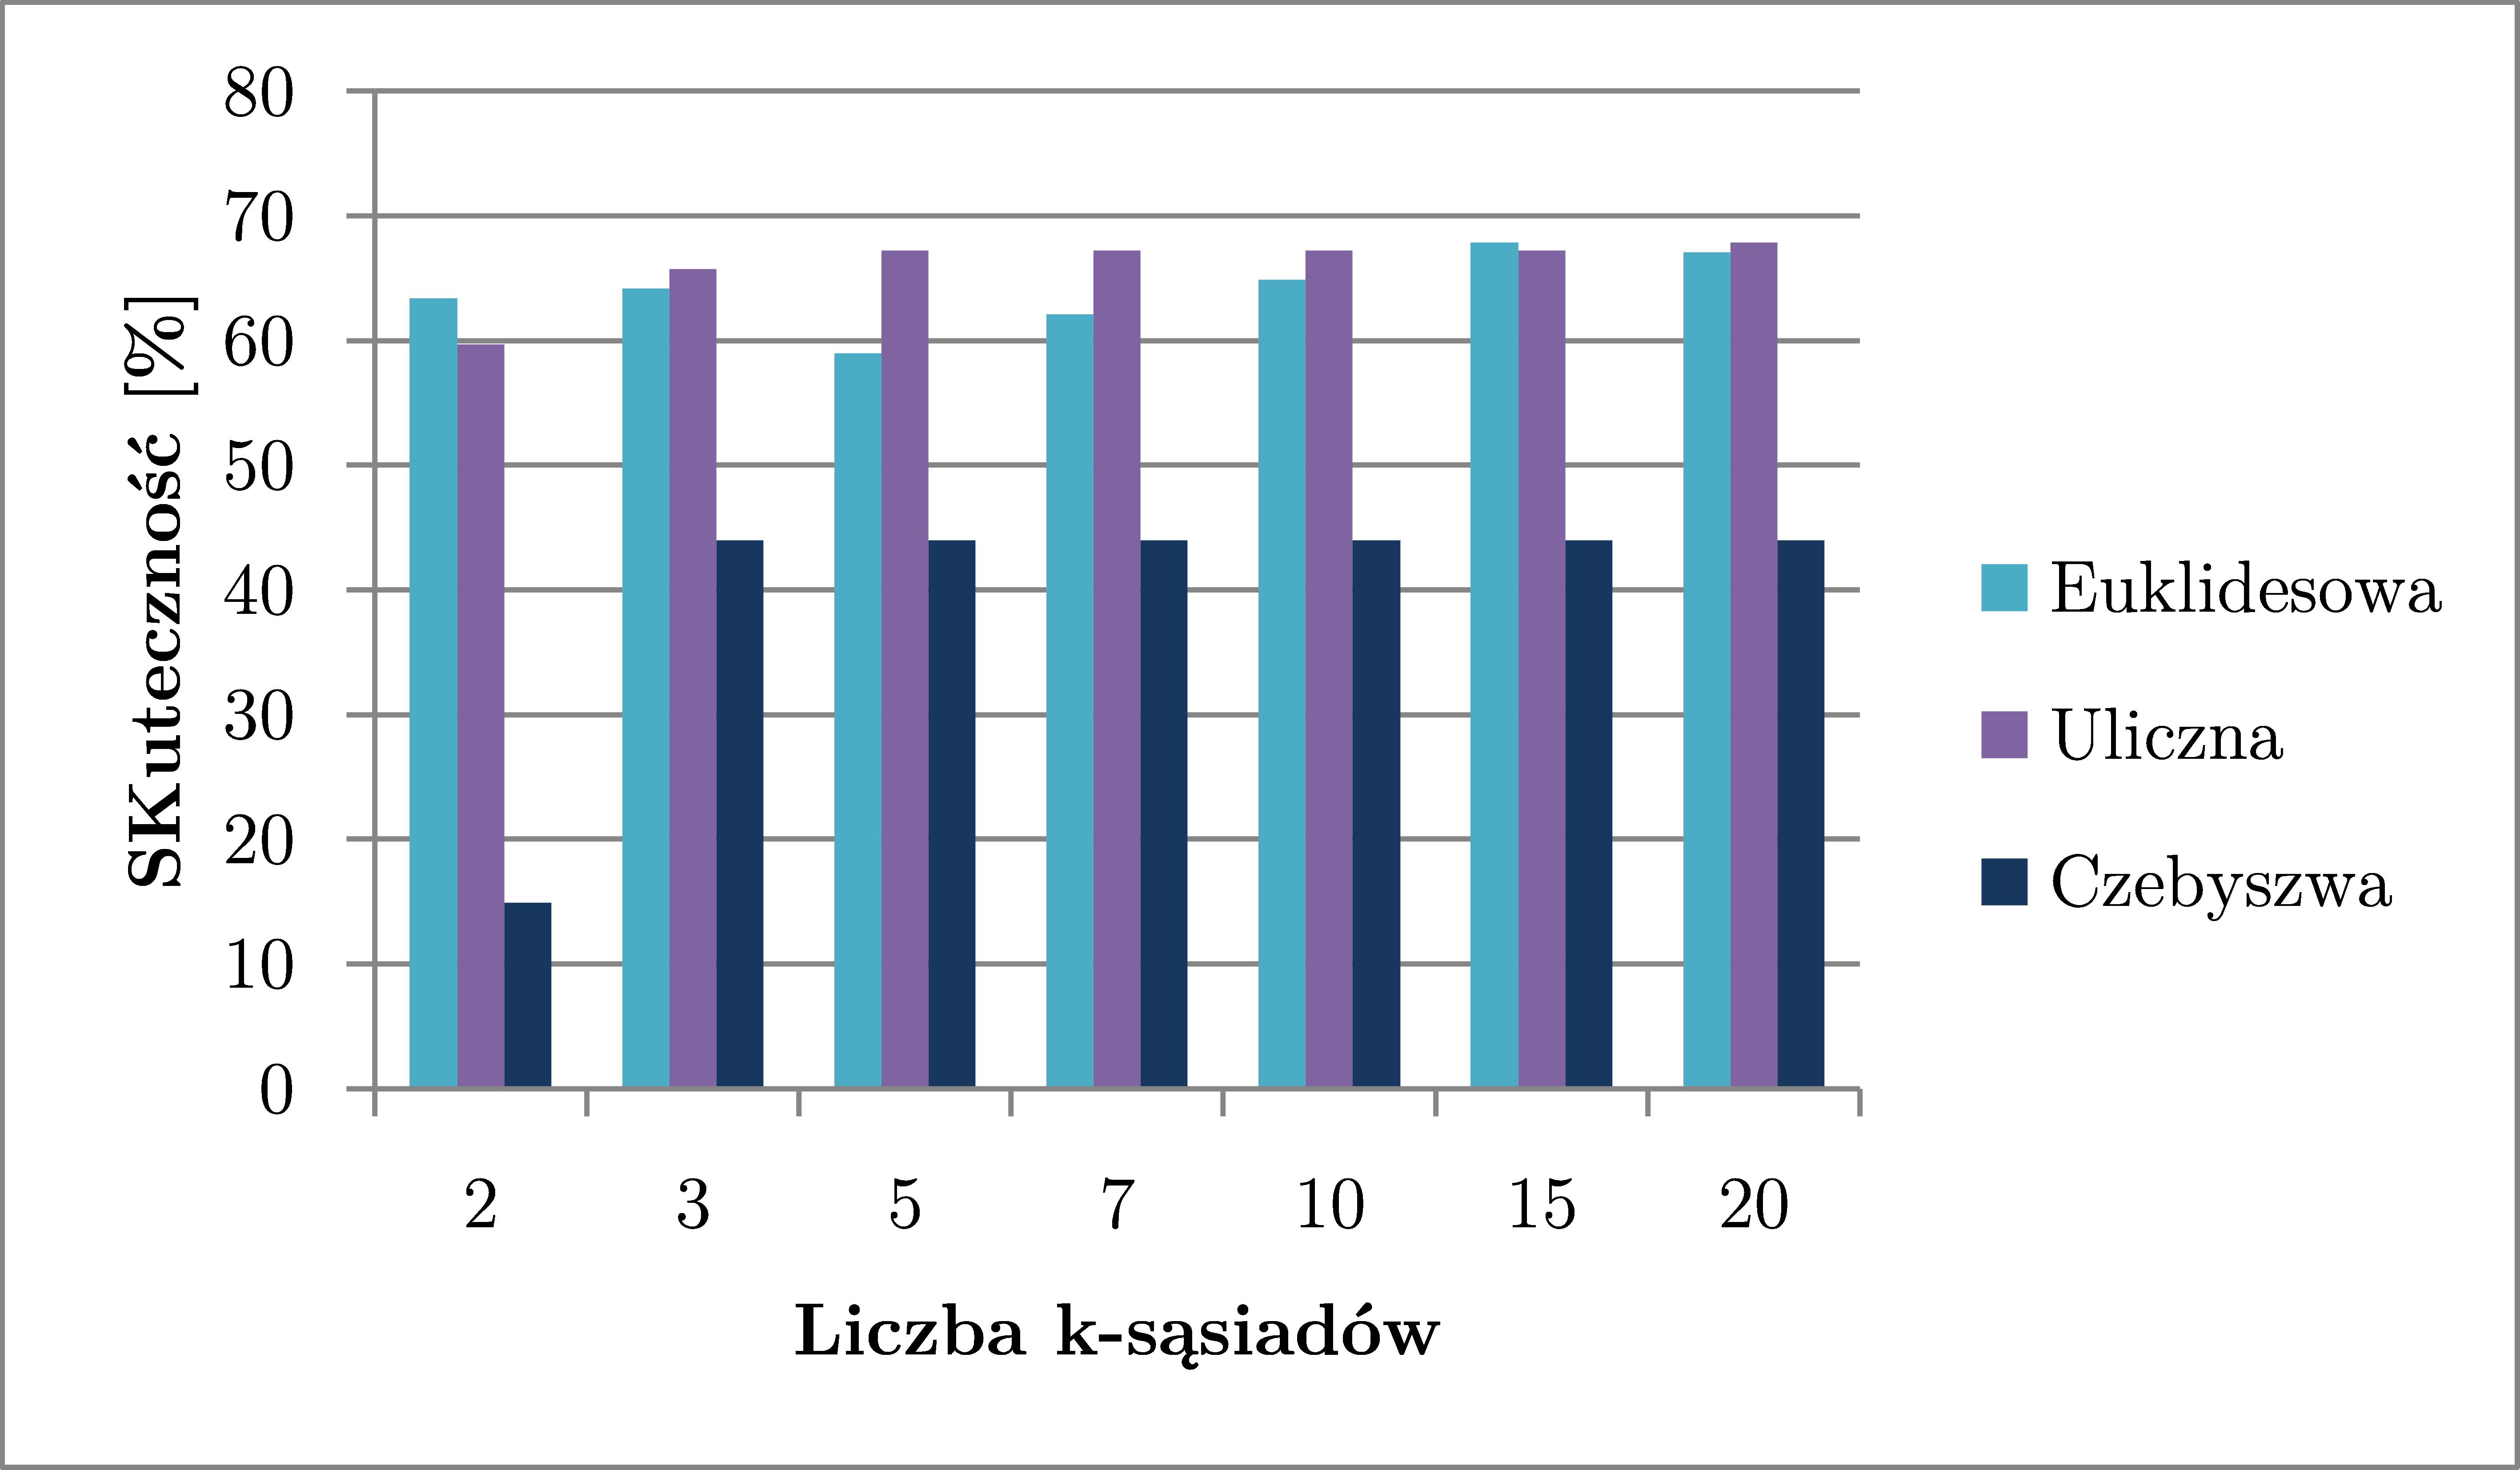 80
70
60
50
40
30
20
10
0
SKuteczność [%]
2 3 5 7 10 15 20
Liczba k-sąsiadów
Euklidesowa
Uliczna
Czebyszwa